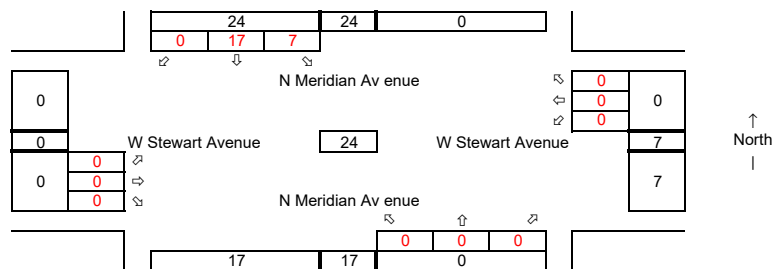 24 24 0
0 17 7
⬃ ⇩ ⬂
N Meridian Av enue
⬁ 0
0 ⇦ 0 0
⬃ 0
0 W Stewart Avenue 24 W Stewart Avenue 7
0 ⬀
0 0 ⇨ 7
0 ⬂
N Meridian Av enue
⬁ ⇧ ⬀
0 0 0
17 17 0
↑
North
|